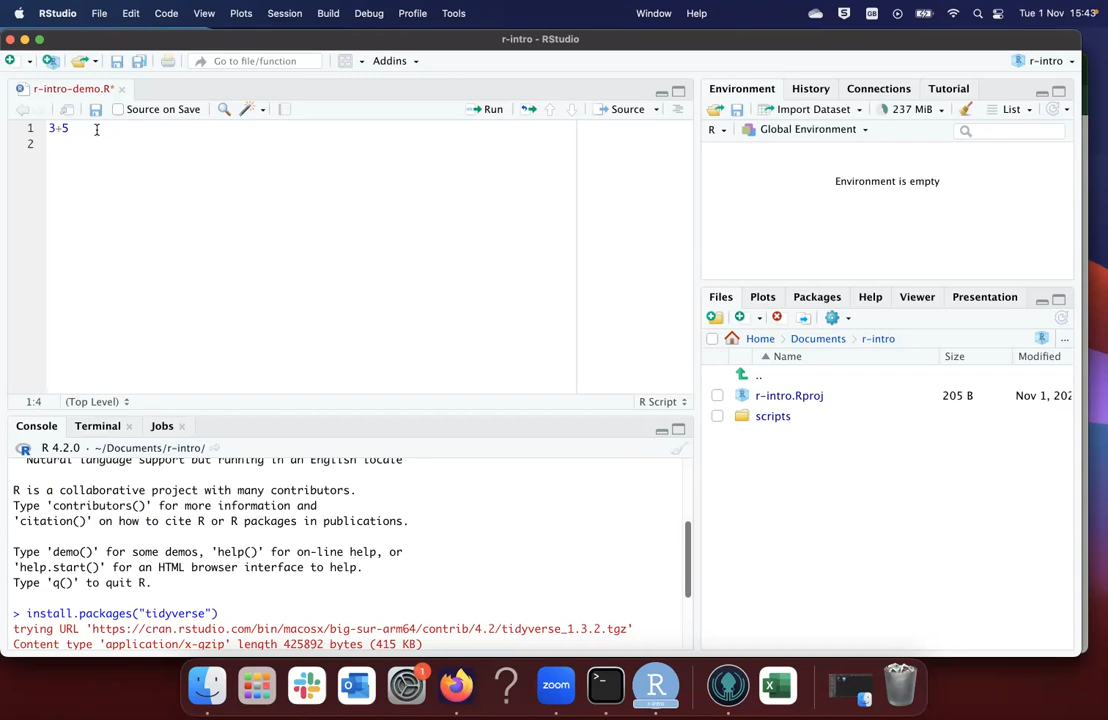 RStudio File Edit Code View Plots Session Build Debug Profile Tools Window Help Tue 1 Nov 15:43
r-intro - RStudio
Go to file/function Addins r-intro
r-intro-demo.R*
Source on Save Run Source
1 3+5
2
1:4 (Top Level) R Script
Console Terminal Jobs
R 4.2.0 · ~/Documents/r-intro/
Natural language support but running in an English locale
R is a collaborative project with many contributors.
Type 'contributors()' for more information and
'citation()' on how to cite R or R packages in publications.
Type 'demo()' for some demos, 'help()' for on-line help, or
'help.start()' for an HTML browser interface to help.
Type 'q()' to quit R.
> install.packages("tidyverse")
trying URL 'https://cran.rstudio.com/bin/macosx/big-sur-arm64/contrib/4.2/tidyverse_1.3.2.tgz'
Content type 'application/x-gzip' length 425892 bytes (415 KB)
Environment History Connections Tutorial
Import Dataset 237 MiB List
R Global Environment
Environment is empty
Files Plots Packages Help Viewer Presentation
Home Documents r-intro ...
Name Size Modified
..
r-intro.Rproj 205 B Nov 1, 202
scripts
1
zoom
R
r-intro
X